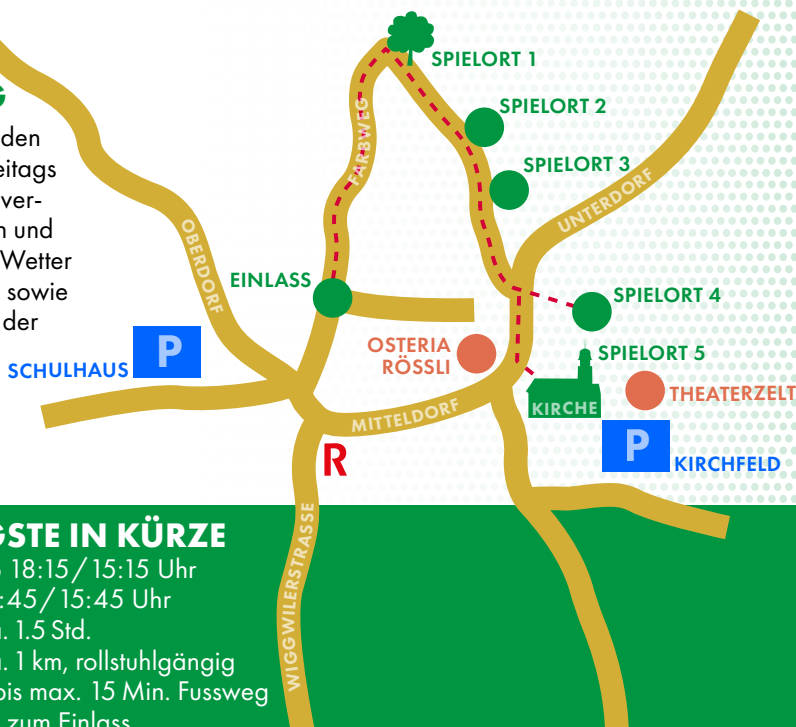 G
den
eitags
ver-
n und
Wetter
sowie
der
SPIELORT 1
SPIELORT 2
SPIELORT 3
FARBWEG
UNTERDORF
OBERDORF
EINLASS
SPIELORT 4
OSTERIA
RÖSSLI
SPIELORT 5
P
SCHULHAUS
THEATERZELT
KIRCHE
MITTELDORF
P
KIRCHFELD
R
WIGGWILERSTRASSE
GSTE IN KÜRZE
18:15/15:15 Uhr
:45/15:45 Uhr
. 1.5 Std.
. 1 km, rollstuhlgängig
bis max. 15 Min. Fussweg
zum Einlass